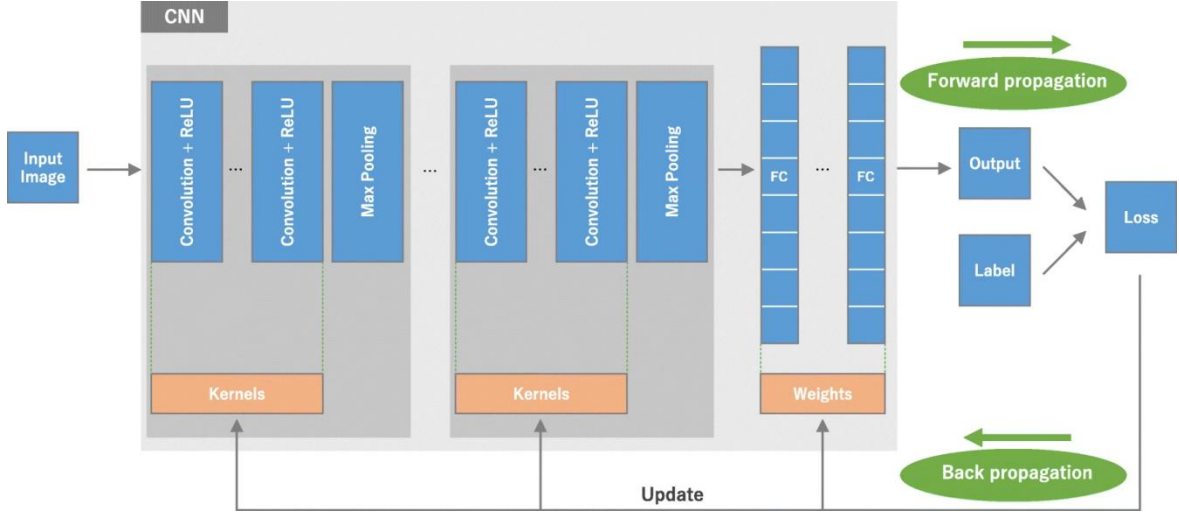 CNN
Forward propagation
Input
Image
Convolution + ReLU
...
Convolution + ReLU
Max Pooling
...
Convolution + ReLU
...
Convolution + ReLU
Max Pooling
FC
...
FC
Output
Label
Loss
Kernels
Kernels
Weights
Back propagation
Update